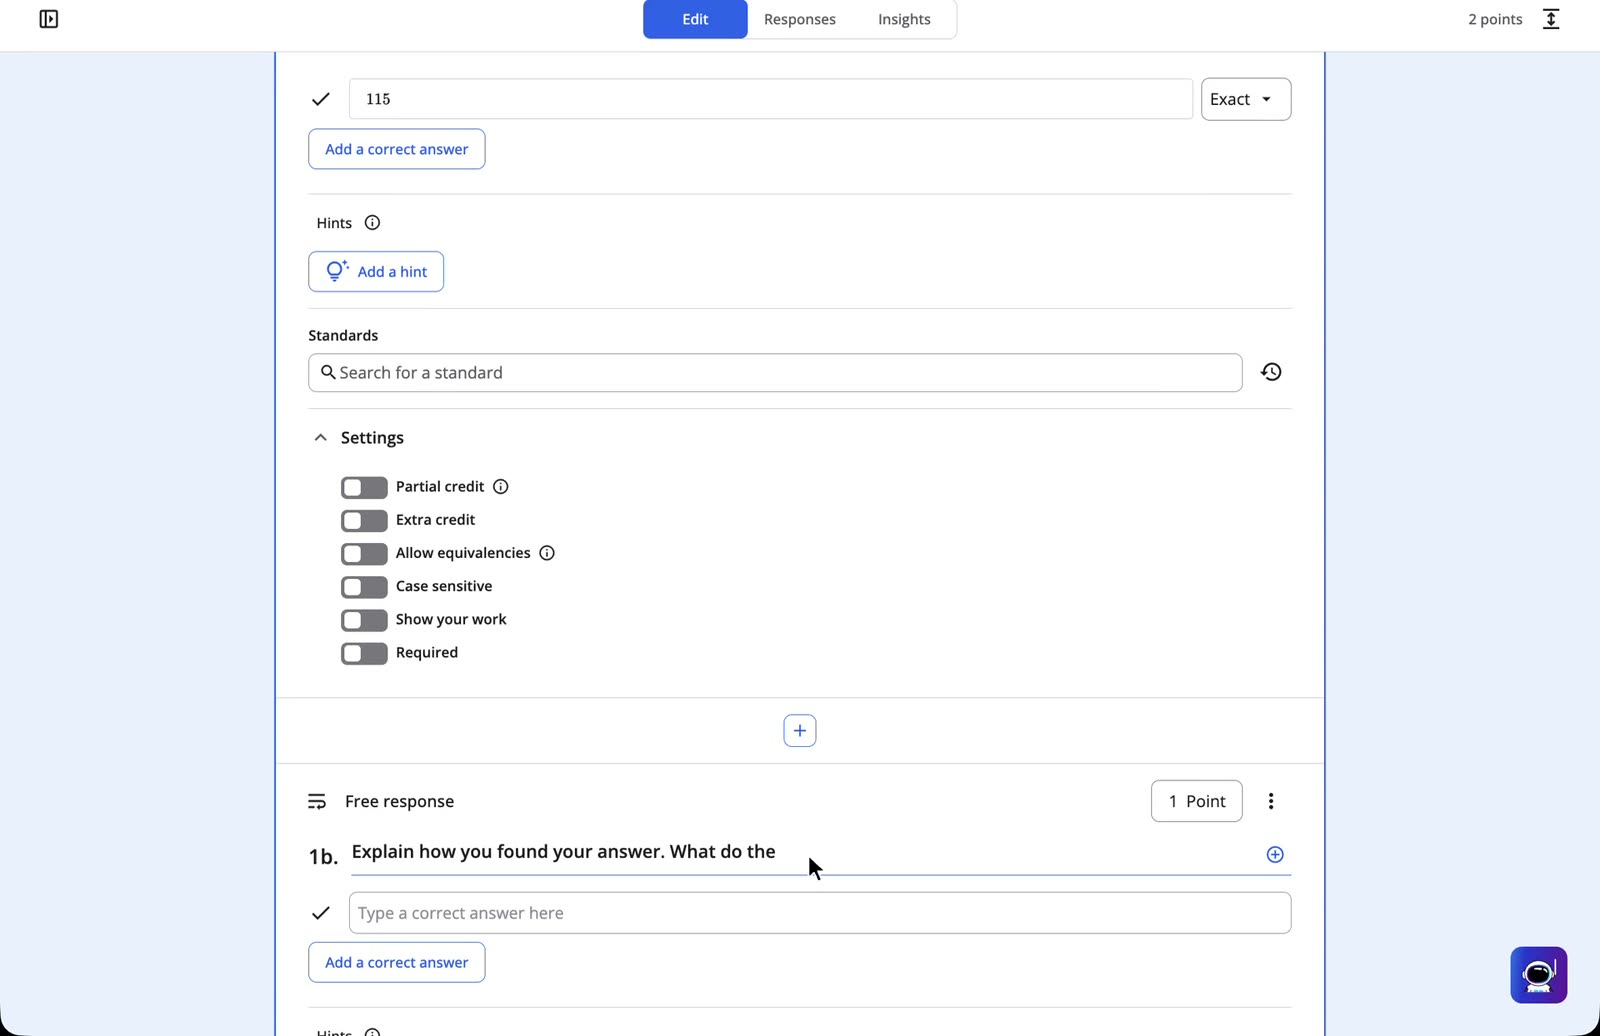 Edit Responses Insights 2 points
115 Exact
Add a correct answer
Hints
Add a hint
Standards
Search for a standard
Settings
Partial credit
Extra credit
Allow equivalencies
Case sensitive
Show your work
Required
Free response 1 Point
1b. Explain how you found your answer. What do the
Type a correct answer here
Add a correct answer
Hints